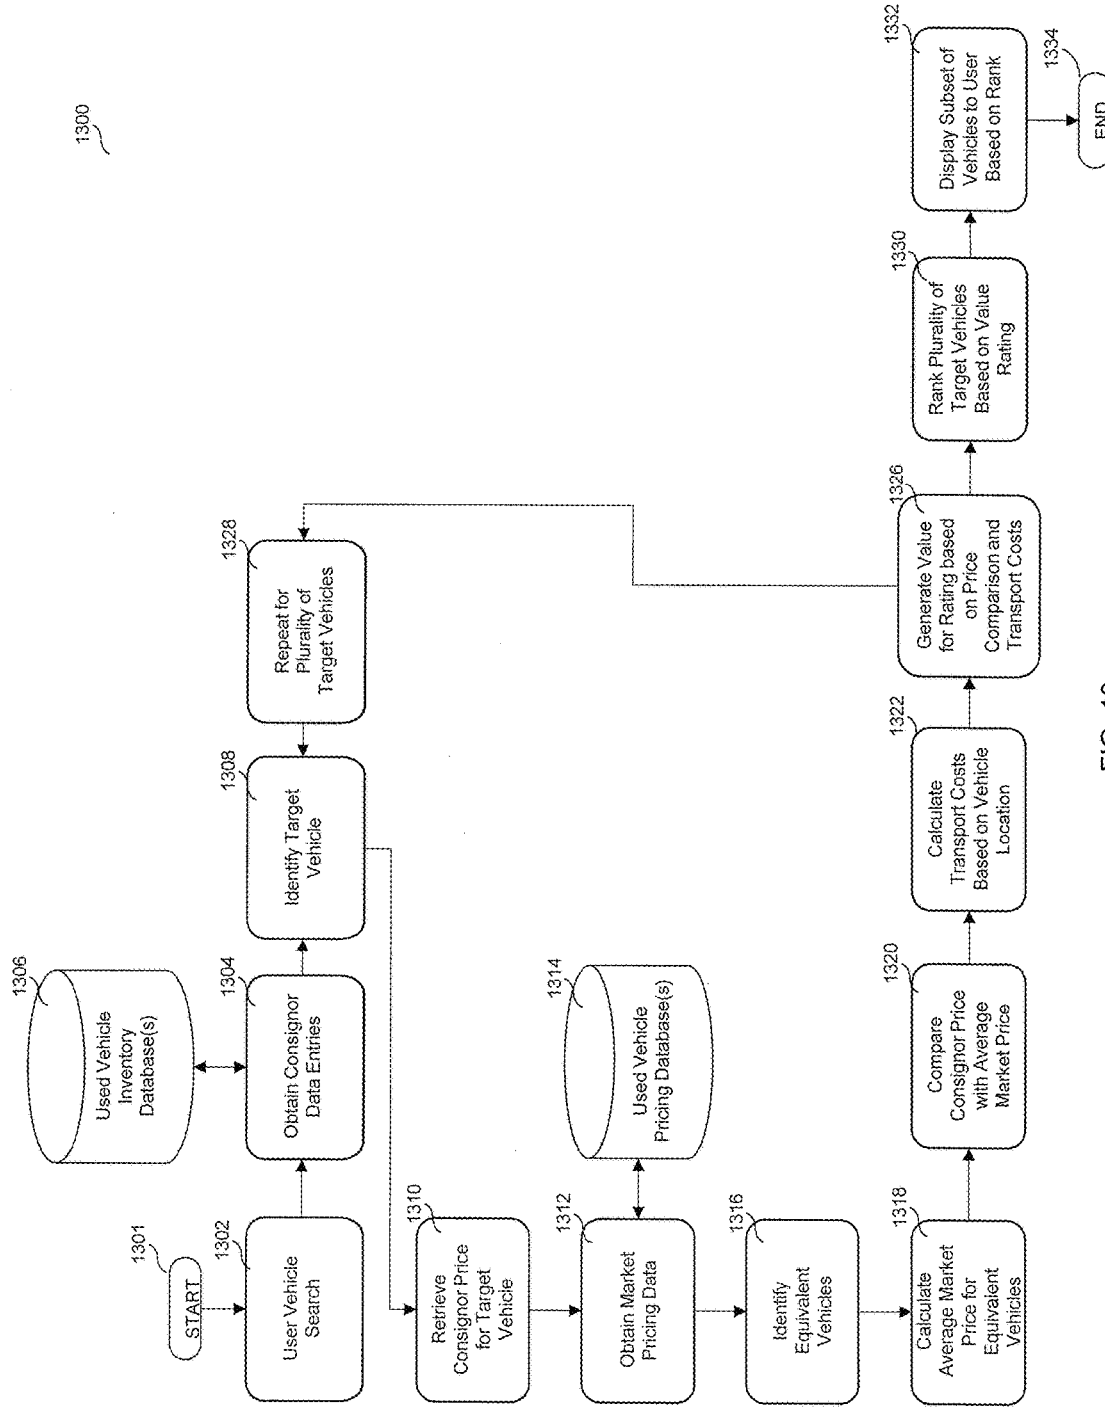 1300
1301
START
1302
User Vehicle
Search
1304
Obtain Consignor
Data Entries
1306
Used Vehicle
Inventory
Database(s)
1308
Identify Target
Vehicle
1328
Repeat for
Plurality of
Target Vehicles
1310
Retrieve
Consignor Price
for Target
Vehicle
1312
Obtain Market
Pricing Data
1314
Used Vehicle
Pricing Database(s)
1316
Identify
Equivalent
Vehicles
1318
Calculate
Average Market
Price for
Equivalent
Vehicles
1320
Compare
Consignor Price
with Average
Market Price
1322
Calculate
Transport Costs
Based on Vehicle
Location
1326
Generate Value
for Rating based
on Price
Comparison and
Transport Costs
1330
Rank Plurality of
Target Vehicles
Based on Value
Rating
1332
Display Subset of
Vehicles to User
Based on Rank
1334
END
FIG.